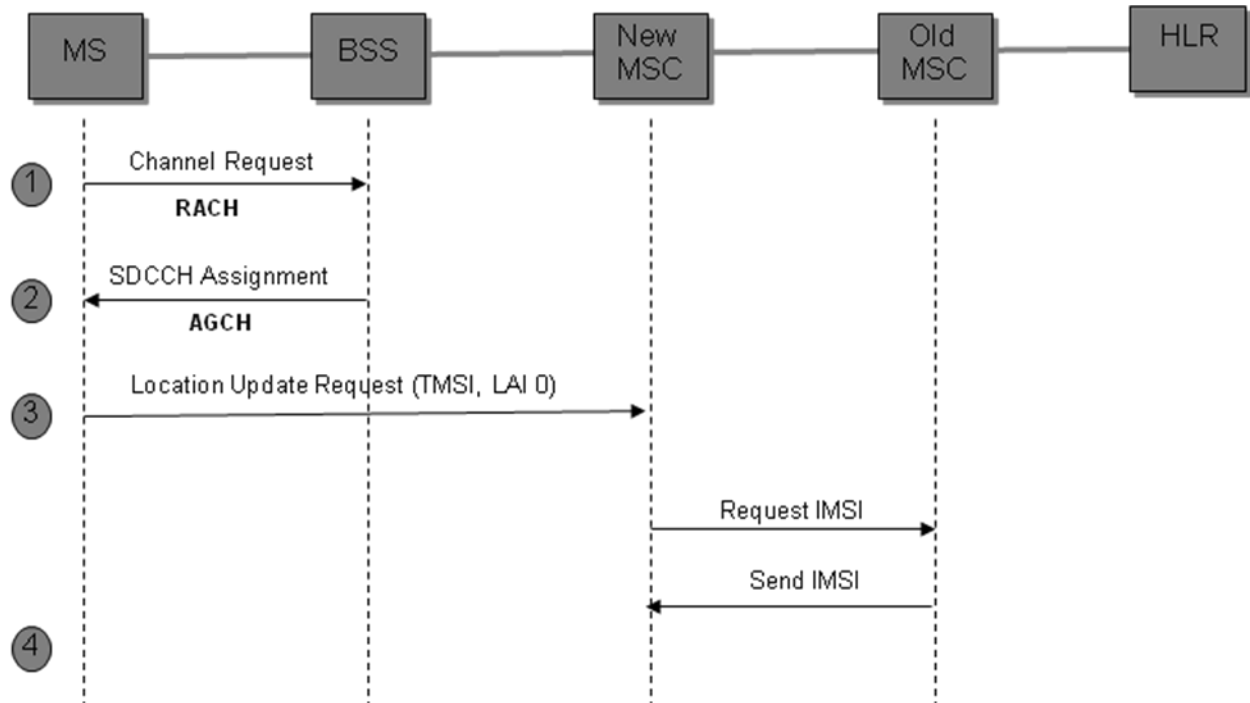 MS
BSS
New
MSC
Old
MSC
HLR
1
Channel Request
RACH
2
SDCCH Assignment
AGCH
3
Location Update Request (TMSI, LAI 0)
Request IMSI
Send IMSI
4